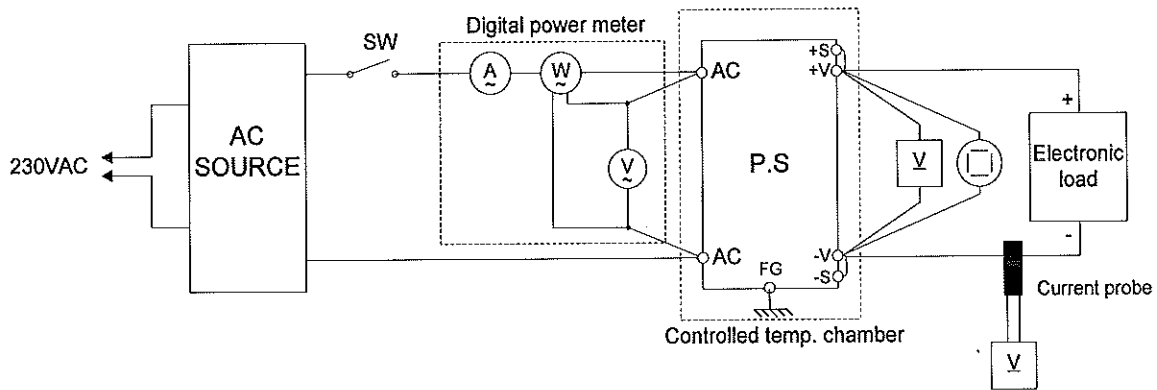 Digital power meter
SW
A
W
+S
+V
AC
AC SOURCE
230VAC
V
P.S
V
+
Electronic load
-
AC
-V
-S
FG
Current probe
Controlled temp. chamber
V